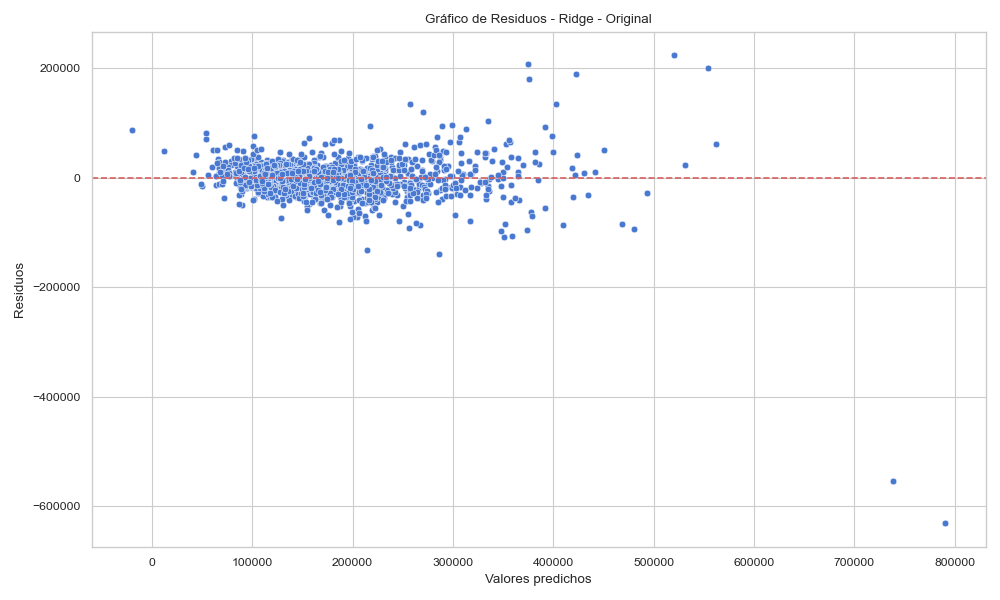 Gráfico de Residuos - Ridge - Original
200000
0
−200000
−400000
−600000
Residuos
0 100000 200000 300000 400000 500000 600000 700000 800000
Valores predichos